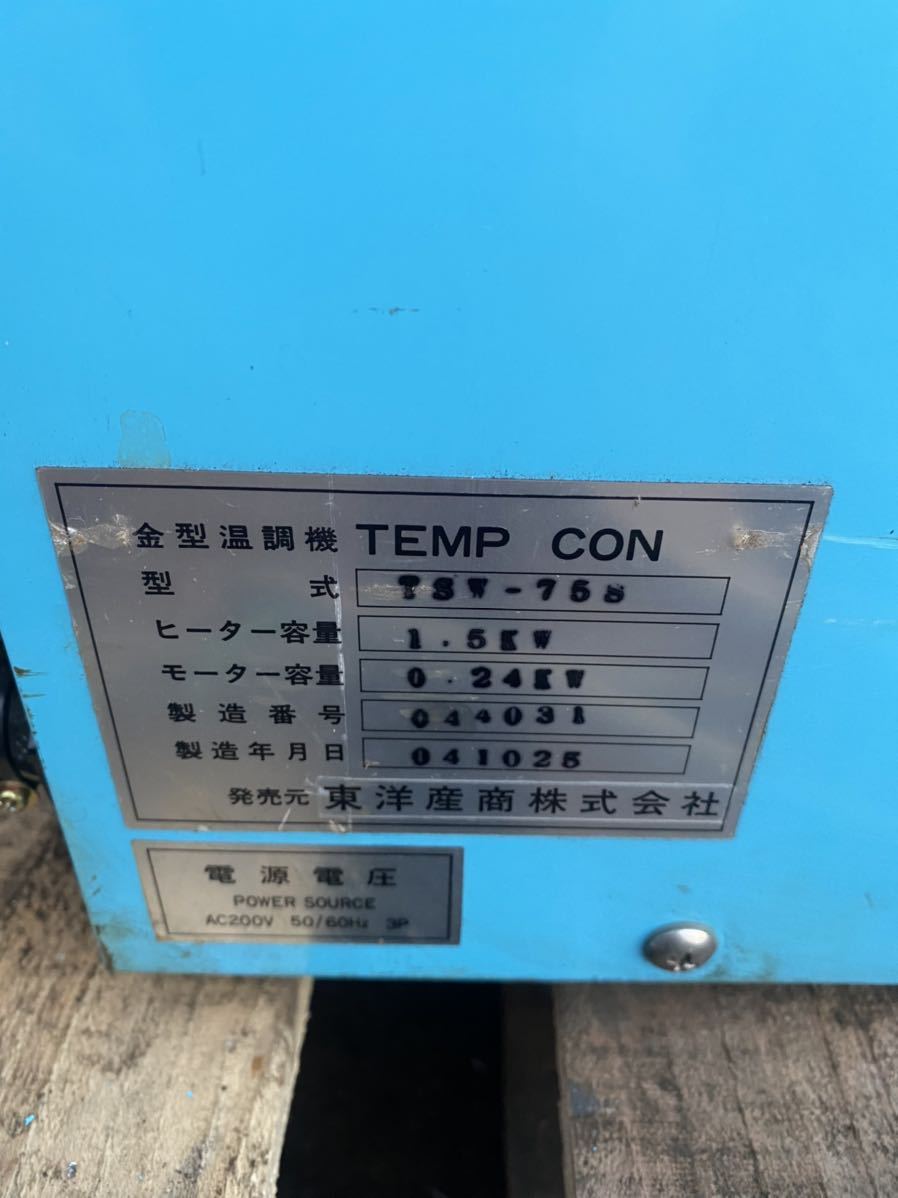 金型温調機 TEMP CON
型式 TSW-75S
ヒーター容量 1.5KW
モーター容量 0.24KW
製造番号 044031
製造年月日 041025
発売元 東洋産商株式会社
電源電圧
POWER SOURCE
AC200V 50/60Hz 3P